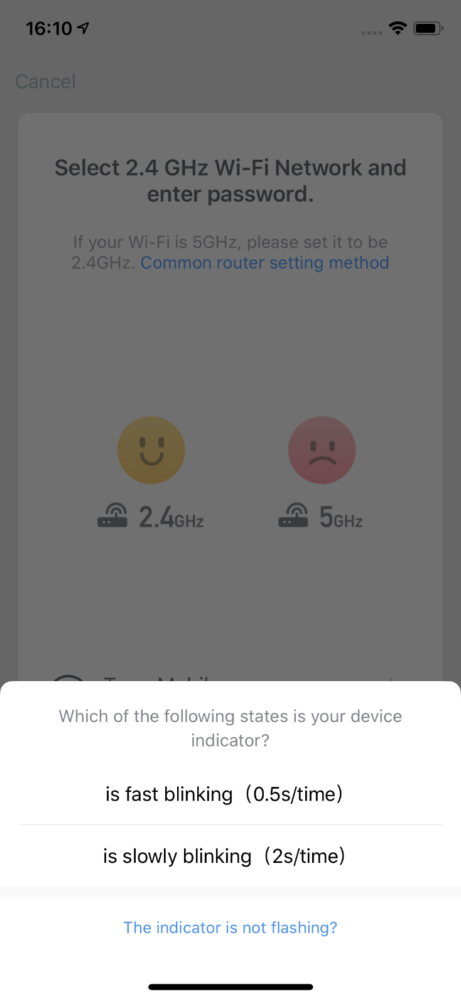 16:10
Cancel
Select 2.4 GHz Wi-Fi Network and
enter password.
If your Wi-Fi is 5GHz, please set it to be
2.4GHz. Common router setting method
2.4GHz
5GHz
Which of the following states is your device
indicator?
is fast blinking（0.5s/time）
is slowly blinking（2s/time）
The indicator is not flashing?